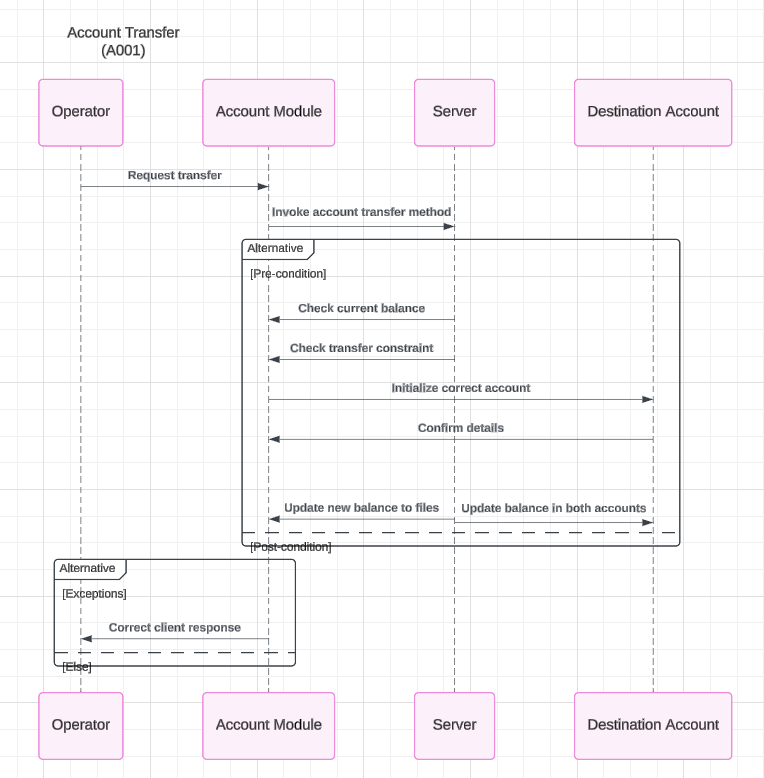 Account Transfer
(A001)
Operator
Account Module
Server
Destination Account
Request transfer
Invoke account transfer method
Alternative
[Pre-condition]
Check current balance
Check transfer constraint
Initialize correct account
Confirm details
Update new balance to files
Update balance in both accounts
[Post-condition]
Alternative
[Exceptions]
Correct client response
[Else]
Operator
Account Module
Server
Destination Account